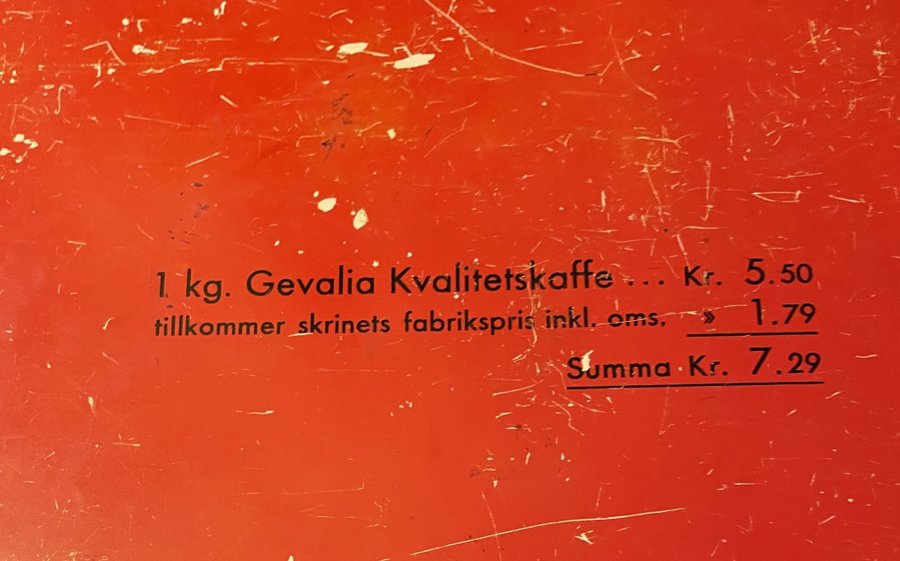 1 kg. Gevalia Kvalitetskaffe ... Kr. 5.50
tillkommer skrinets fabrikspris inkl. oms. » 1.79
Summa Kr. 7.29